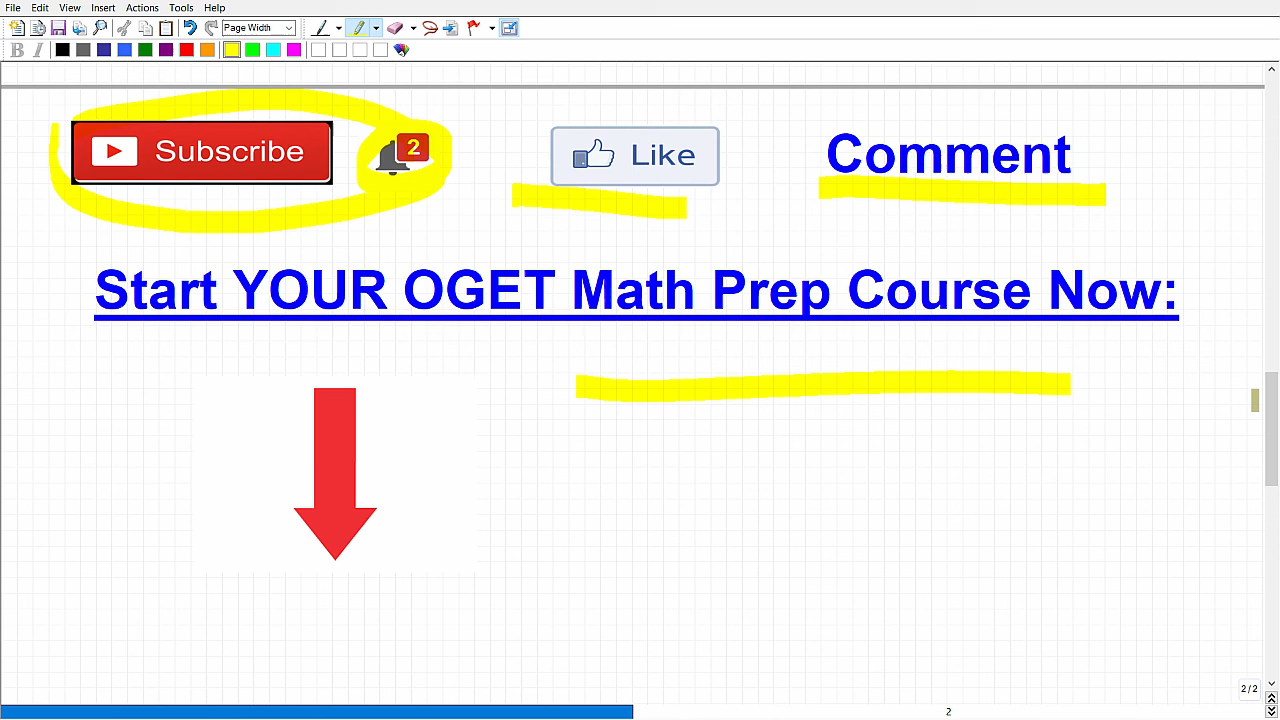 File Edit View Insert Actions Tools Help
Page Width
B I
Subscribe 2 Like Comment
Start YOUR OGET Math Prep Course Now:
2/2
2